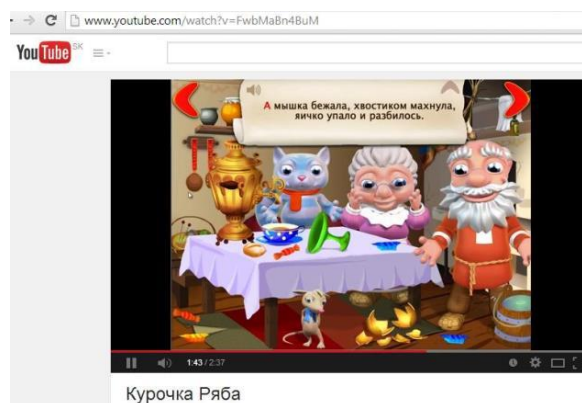 www.youtube.com/watch?v=FwbMaBn4BuM
YouTube SK
А мышка бежала, хвостиком махнула,
яичко упало и разбилось.
1:43 / 2:37
Курочка Ряба